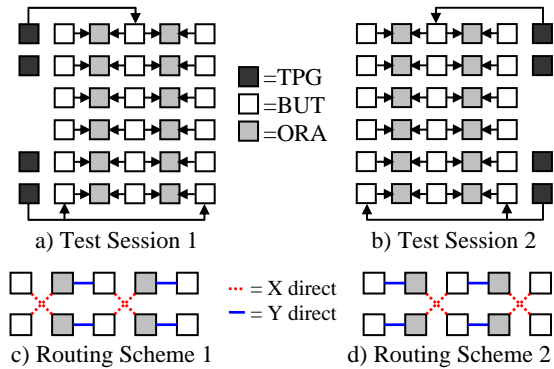 =TPG
=BUT
=ORA
a) Test Session 1
b) Test Session 2
= X direct
= Y direct
c) Routing Scheme 1
d) Routing Scheme 2